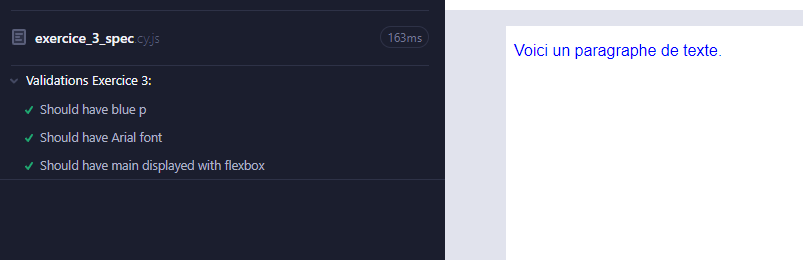 exercice_3_spec.cy.js 163ms
Validations Exercice 3:
Should have blue p
Should have Arial font
Should have main displayed with flexbox
Voici un paragraphe de texte.